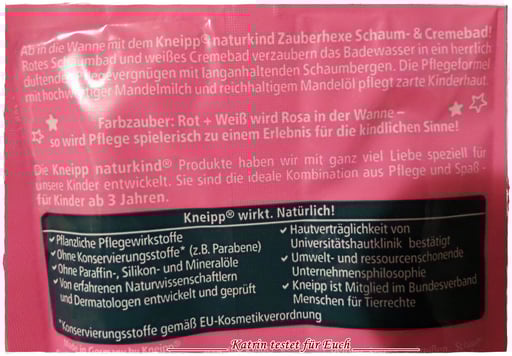 Ab in die Wanne mit dem Kneipp® naturkind Zauberhexe Schaum- & Cremebad!
Rotes Schaumbad und weißes Cremebad verzaubern das Badewasser in ein herrlich
duftendes Pflegevergnügen mit langanhaltenden Schaumbergen. Die Pflegeformel
mit hochwertiger Mandelmilch und reichhaltigem Mandelöl pflegt zarte Kinderhaut.
Farbzauber: Rot + Weiß wird Rosa in der Wanne –
so wird Pflege spielerisch zu einem Erlebnis für die kindlichen Sinne!
Die Kneipp naturkind® Produkte haben wir mit ganz viel Liebe speziell für
unsere Kinder entwickelt. Sie sind die ideale Kombination aus Pflege und Spaß -
für Kinder ab 3 Jahren.
Kneipp® wirkt. Natürlich!
Pflanzliche Pflegewirkstoffe
Ohne Konservierungsstoffe* (z.B. Parabene)
Ohne Paraffin-, Silikon- und Mineralöle
Von erfahrenen Naturwissenschaftlern
und Dermatologen entwickelt und geprüft
Hautverträglichkeit von
Universitätshautklinik bestätigt
Umwelt- und ressourcenschonende
Unternehmensphilosophie
Kneipp ist Mitglied im Bundesverband
Menschen für Tierrechte
*Konservierungsstoffe gemäß EU-Kosmetikverordnung
Made in Germany by Kneipp®
Katrin testet für Euch